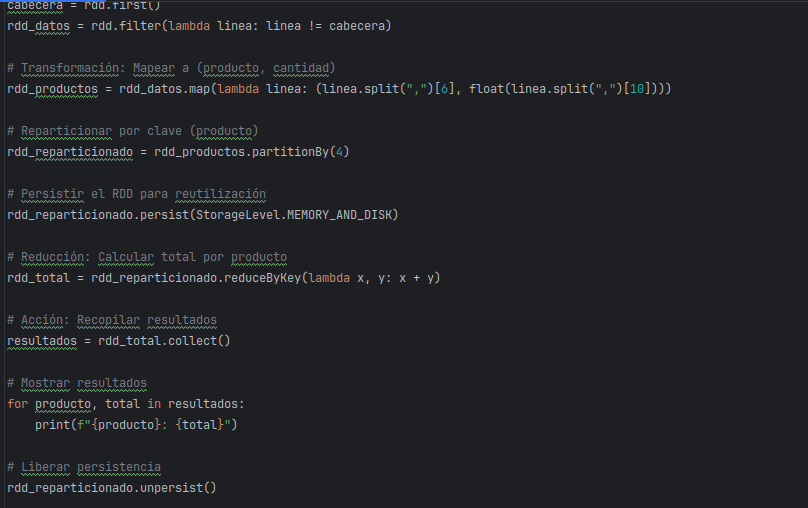 cabecera = rdd.first()
rdd_datos = rdd.filter(lambda linea: linea != cabecera)
# Transformación: Mapear a (producto, cantidad)
rdd_productos = rdd_datos.map(lambda linea: (linea.split(",")[6], float(linea.split(",")[10])))
# Reparticionar por clave (producto)
rdd_reparticionado = rdd_productos.partitionBy(4)
# Persistir el RDD para reutilización
rdd_reparticionado.persist(StorageLevel.MEMORY_AND_DISK)
# Reducción: Calcular total por producto
rdd_total = rdd_reparticionado.reduceByKey(lambda x, y: x + y)
# Acción: Recopilar resultados
resultados = rdd_total.collect()
# Mostrar resultados
for producto, total in resultados:
    print(f"{producto}: {total}")
# Liberar persistencia
rdd_reparticionado.unpersist()